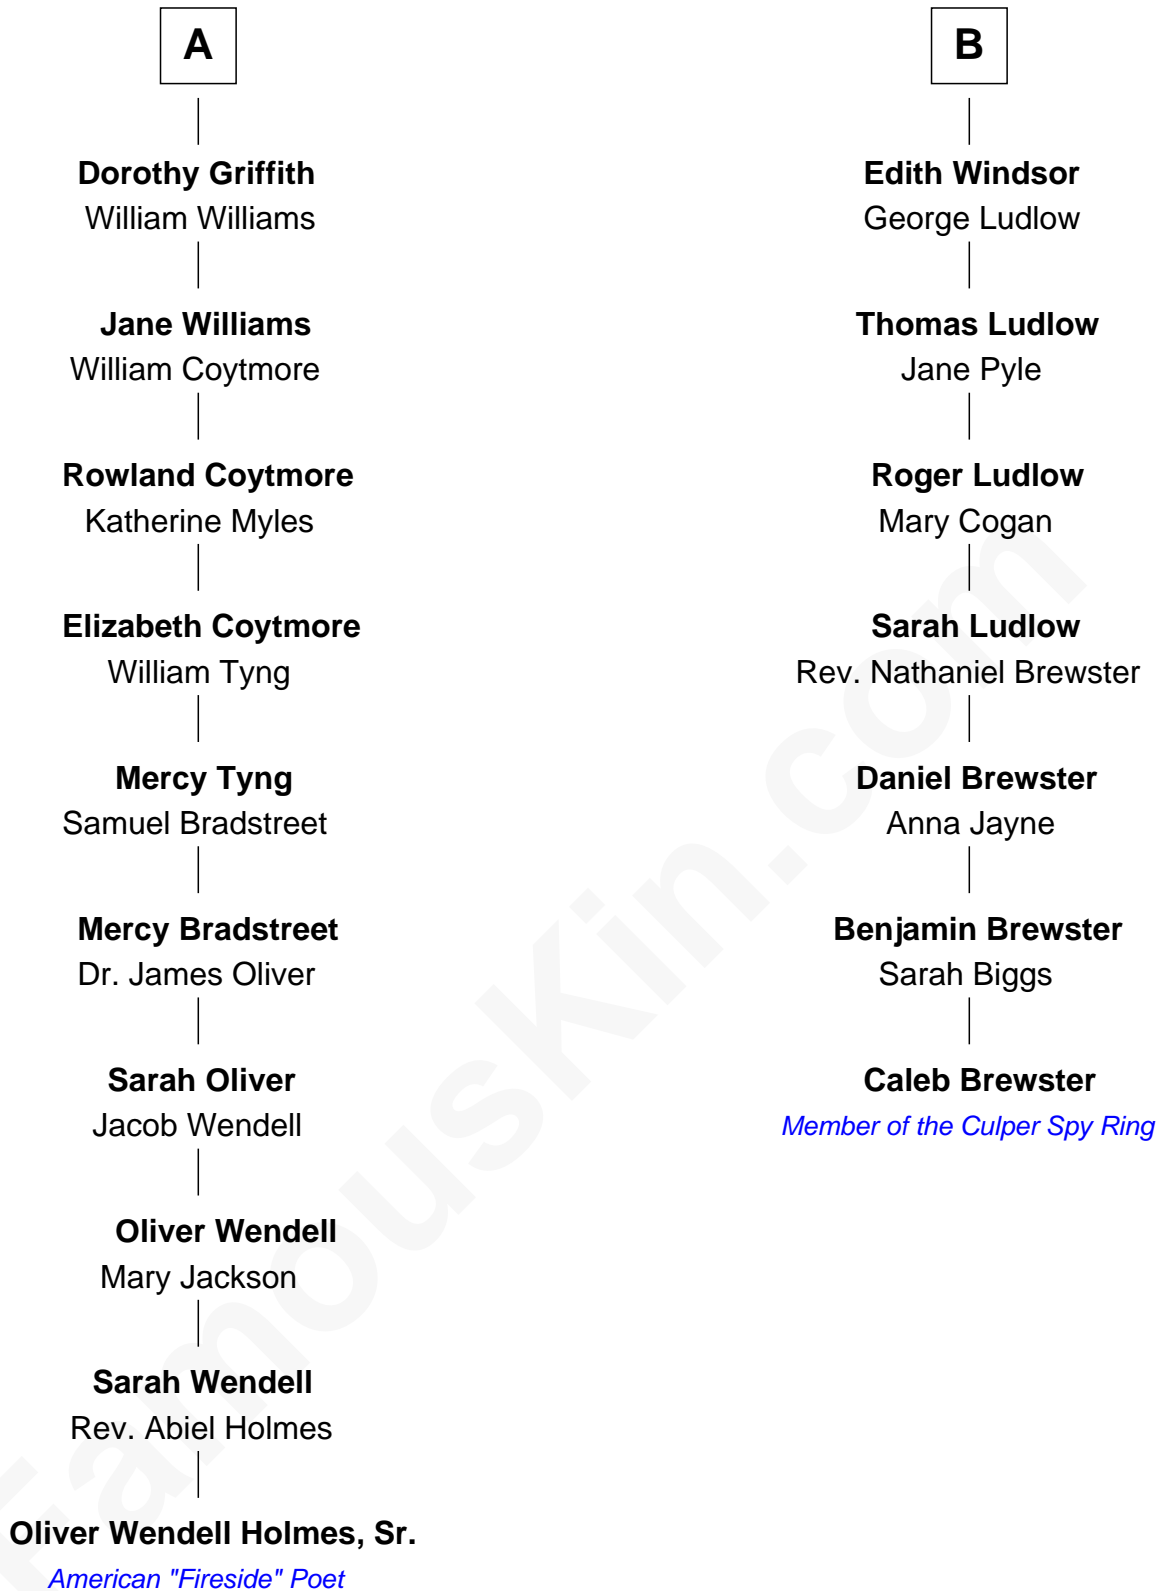 A
Dorothy Griffith
William Williams
Jane Williams
William Coytmore
Rowland Coytmore
Katherine Myles
Elizabeth Coytmore
William Tyng
Mercy Tyng
Samuel Bradstreet
Mercy Bradstreet
Dr. James Oliver
Sarah Oliver
Jacob Wendell
Oliver Wendell
Mary Jackson
Sarah Wendell
Rev. Abiel Holmes
Oliver Wendell Holmes, Sr.
American "Fireside" Poet
B
Edith Windsor
George Ludlow
Thomas Ludlow
Jane Pyle
Roger Ludlow
Mary Cogan
Sarah Ludlow
Rev. Nathaniel Brewster
Daniel Brewster
Anna Jayne
Benjamin Brewster
Sarah Biggs
Caleb Brewster
Member of the Culper Spy Ring
FamousKin.com